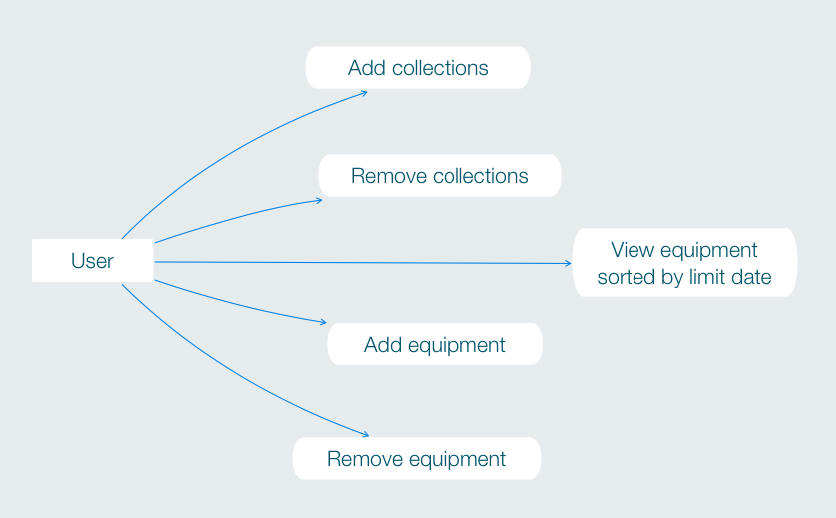 Add collections
Remove collections
User
View equipment
sorted by limit date
Add equipment
Remove equipment